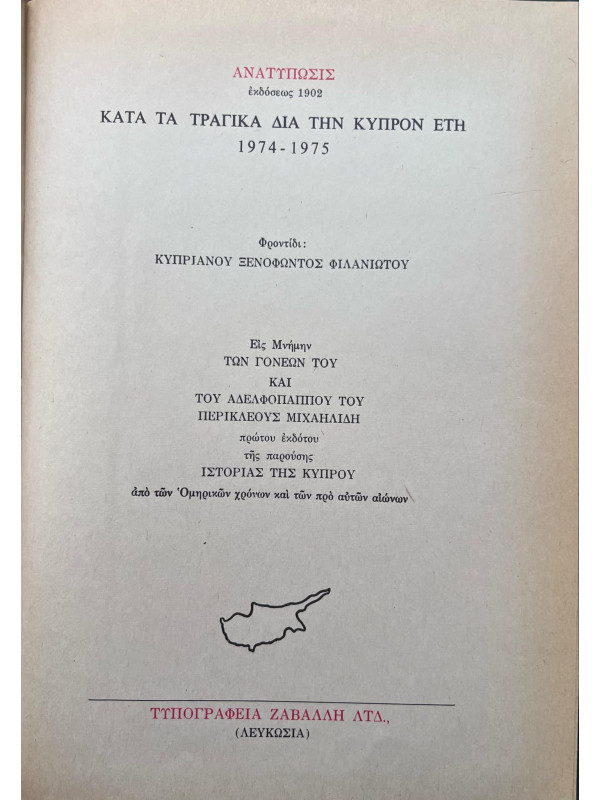 ΑΝΑΤΥΠΩΣΙΣ
ἐκδόσεως 1902
ΚΑΤΑ ΤΑ ΤΡΑΓΙΚΑ ΔΙΑ ΤΗΝ ΚΥΠΡΟΝ ΕΤΗ
1974 - 1975
Φροντίδι:
ΚΥΠΡΙΑΝΟΥ ΞΕΝΟΦΩΝΤΟΣ ΦΙΛΑΝΙΩΤΟΥ
Εἰς Μνήμην
ΤΩΝ ΓΟΝΕΩΝ ΤΟΥ
ΚΑΙ
ΤΟΥ ΑΔΕΛΦΟΠΑΠΠΟΥ ΤΟΥ
ΠΕΡΙΚΛΕΟΥΣ ΜΙΧΑΗΛΙΔΗ
πρώτου ἐκδότου
τῆς παρούσης
ΙΣΤΟΡΙΑΣ ΤΗΣ ΚΥΠΡΟΥ
ἀπὸ τῶν Ὁμηρικῶν χρόνων καὶ τῶν πρὸ αὐτῶν αἰώνων
ΤΥΠΟΓΡΑΦΕΙΑ ΖΑΒΑΛΛΗ ΛΤΔ.,
(ΛΕΥΚΩΣΙΑ)